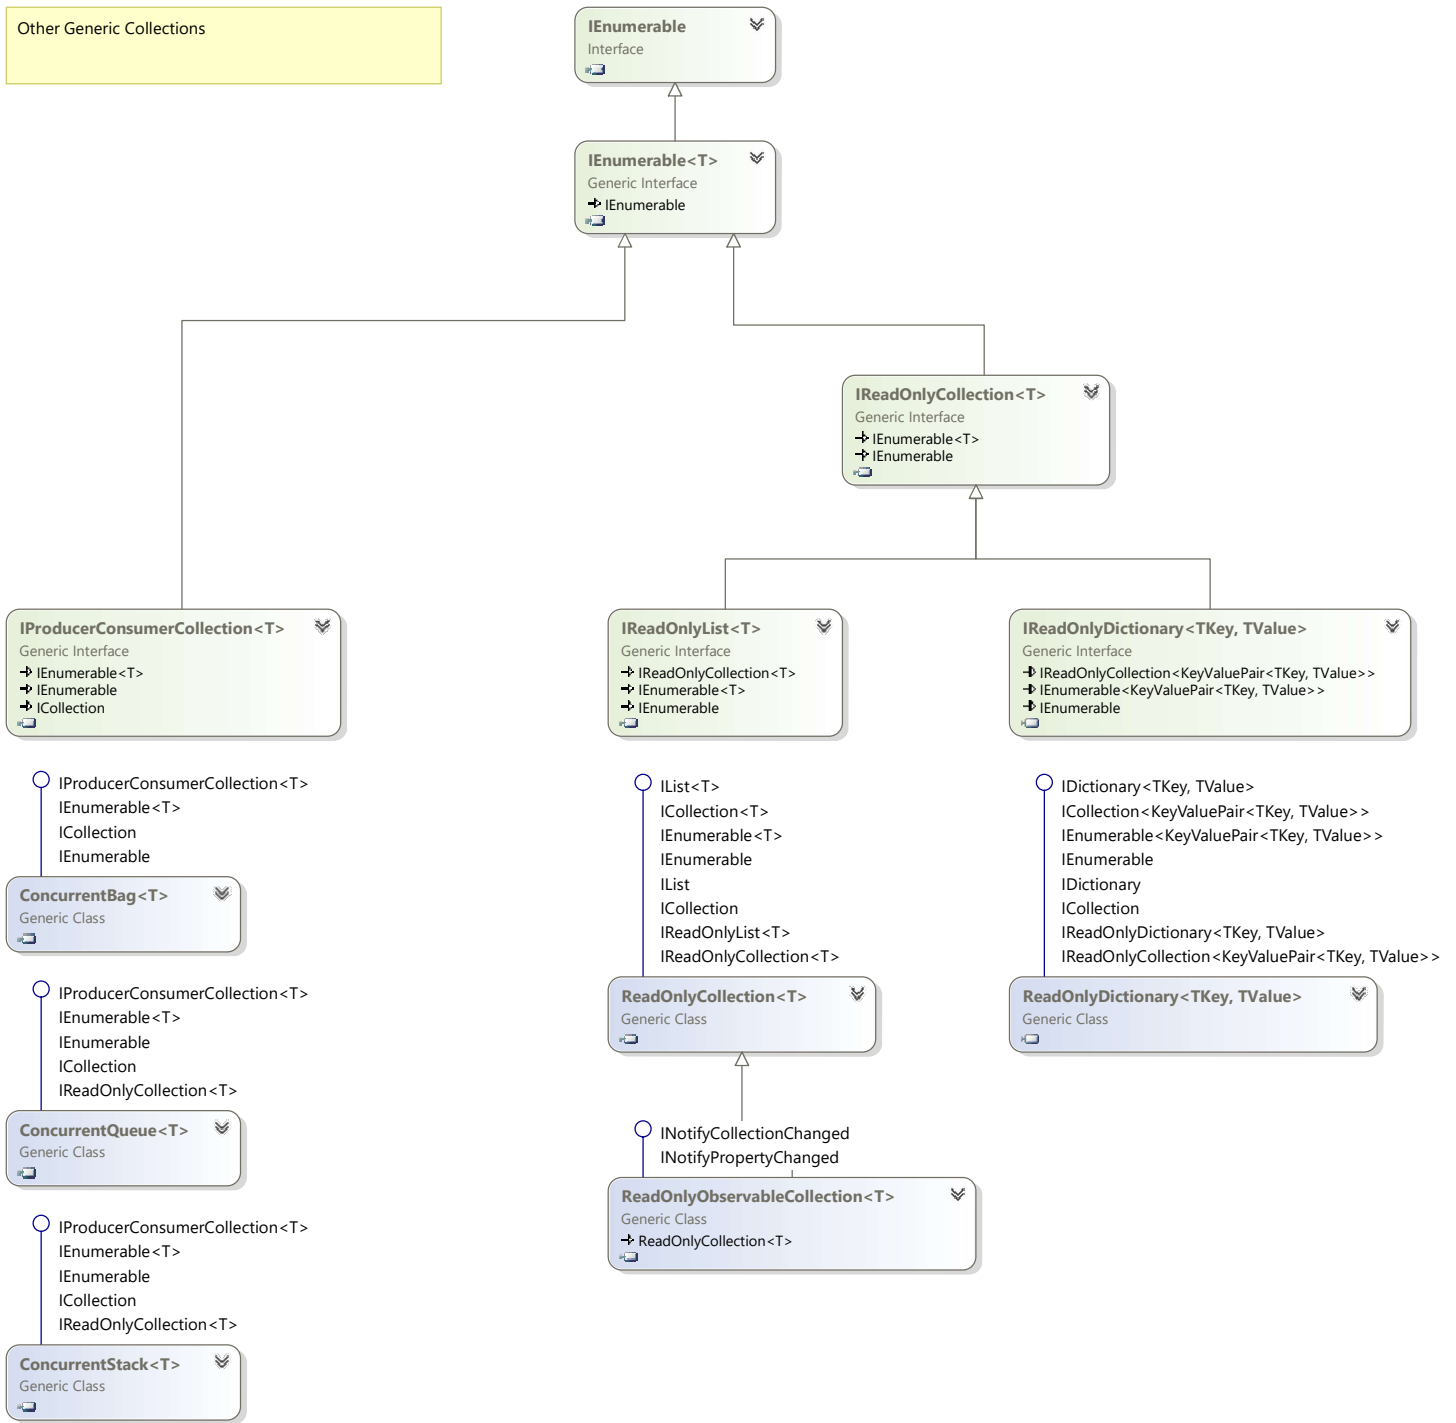 Other Generic Collections
IEnumerable
Interface
IEnumerable<T>
Generic Interface
IEnumerable
IReadOnlyCollection<T>
Generic Interface
IEnumerable<T>
IEnumerable
IProducerConsumerCollection<T>
Generic Interface
IEnumerable<T>
IEnumerable
ICollection
IReadOnlyList<T>
Generic Interface
IReadOnlyCollection<T>
IEnumerable<T>
IEnumerable
IReadOnlyDictionary<TKey, TValue>
Generic Interface
IReadOnlyCollection<KeyValuePair<TKey, TValue>>
IEnumerable<KeyValuePair<TKey, TValue>>
IEnumerable
IProducerConsumerCollection<T>
IEnumerable<T>
ICollection
IEnumerable
ConcurrentBag<T>
Generic Class
IProducerConsumerCollection<T>
IEnumerable<T>
IEnumerable
ICollection
IReadOnlyCollection<T>
ConcurrentQueue<T>
Generic Class
IProducerConsumerCollection<T>
IEnumerable<T>
IEnumerable
ICollection
IReadOnlyCollection<T>
ConcurrentStack<T>
Generic Class
IList<T>
ICollection<T>
IEnumerable<T>
IEnumerable
IList
ICollection
IReadOnlyList<T>
IReadOnlyCollection<T>
ReadOnlyCollection<T>
Generic Class
INotifyCollectionChanged
INotifyPropertyChanged
ReadOnlyObservableCollection<T>
Generic Class
ReadOnlyCollection<T>
IDictionary<TKey, TValue>
ICollection<KeyValuePair<TKey, TValue>>
IEnumerable<KeyValuePair<TKey, TValue>>
IEnumerable
IDictionary
ICollection
IReadOnlyDictionary<TKey, TValue>
IReadOnlyCollection<KeyValuePair<TKey, TValue>>
ReadOnlyDictionary<TKey, TValue>
Generic Class